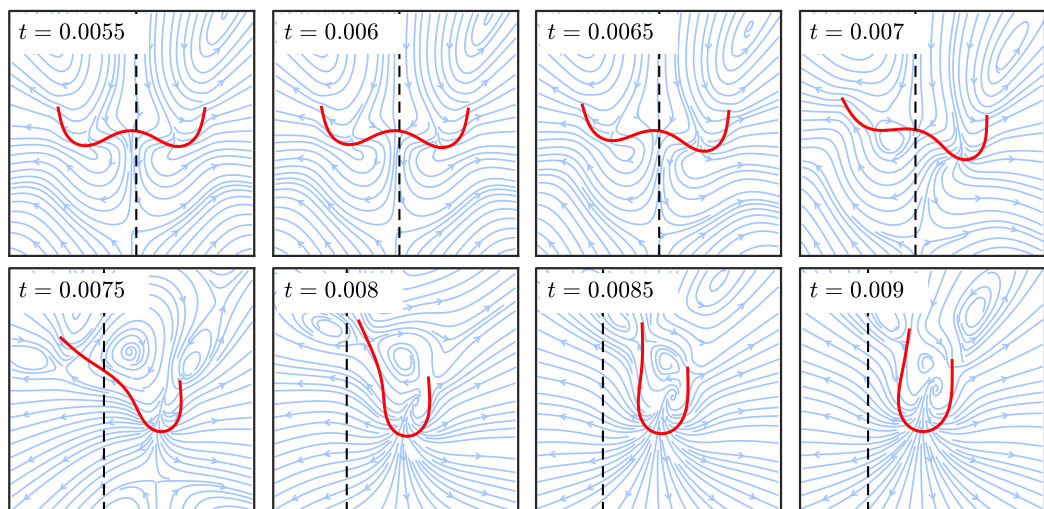 t = 0.0055
t = 0.006
t = 0.0065
t = 0.007
t = 0.0075
t = 0.008
t = 0.0085
t = 0.009